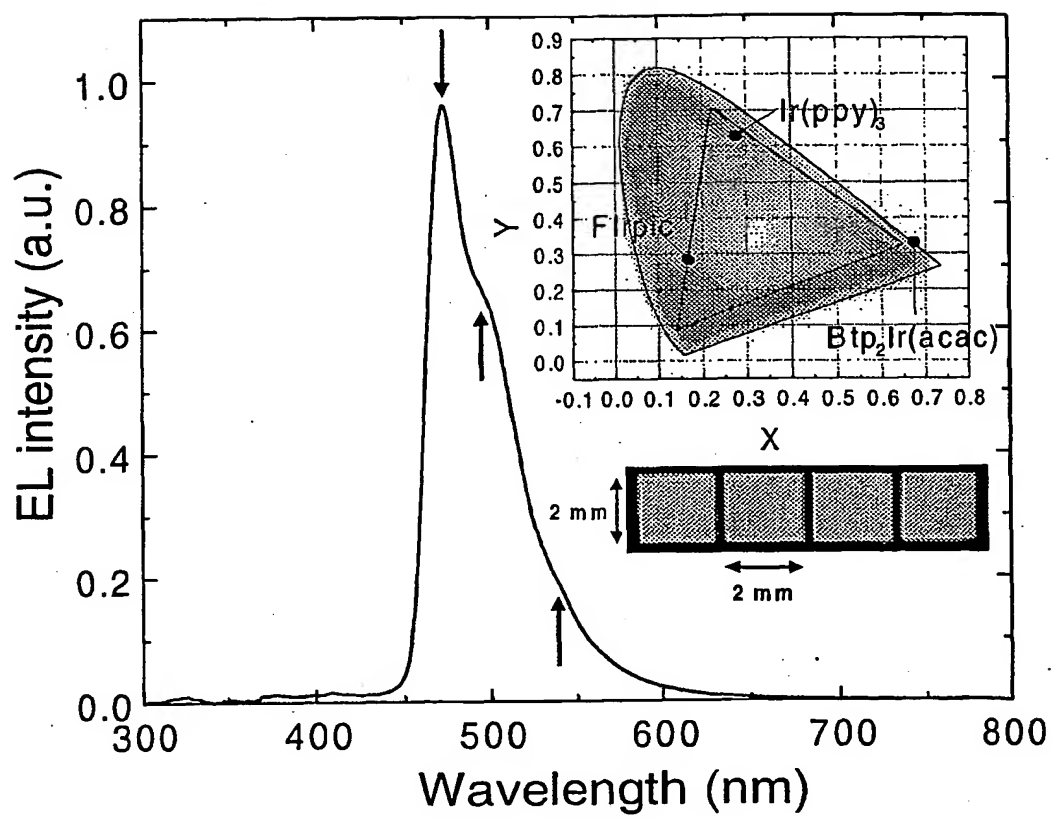 EL intensity (a.u.)
1.0
0.8
0.6
0.4
0.2
0.0
300 400 500 600 700 800
Wavelength (nm)
Y
0.9
0.8
0.7
0.6
0.5
0.4
0.3
0.2
0.1
0.0
-0.1 0.0 0.1 0.2 0.3 0.4 0.5 0.6 0.7 0.8
X
Ir(ppy)₃
FIrpic
Btp₂Ir(acac)
2 mm
2 mm